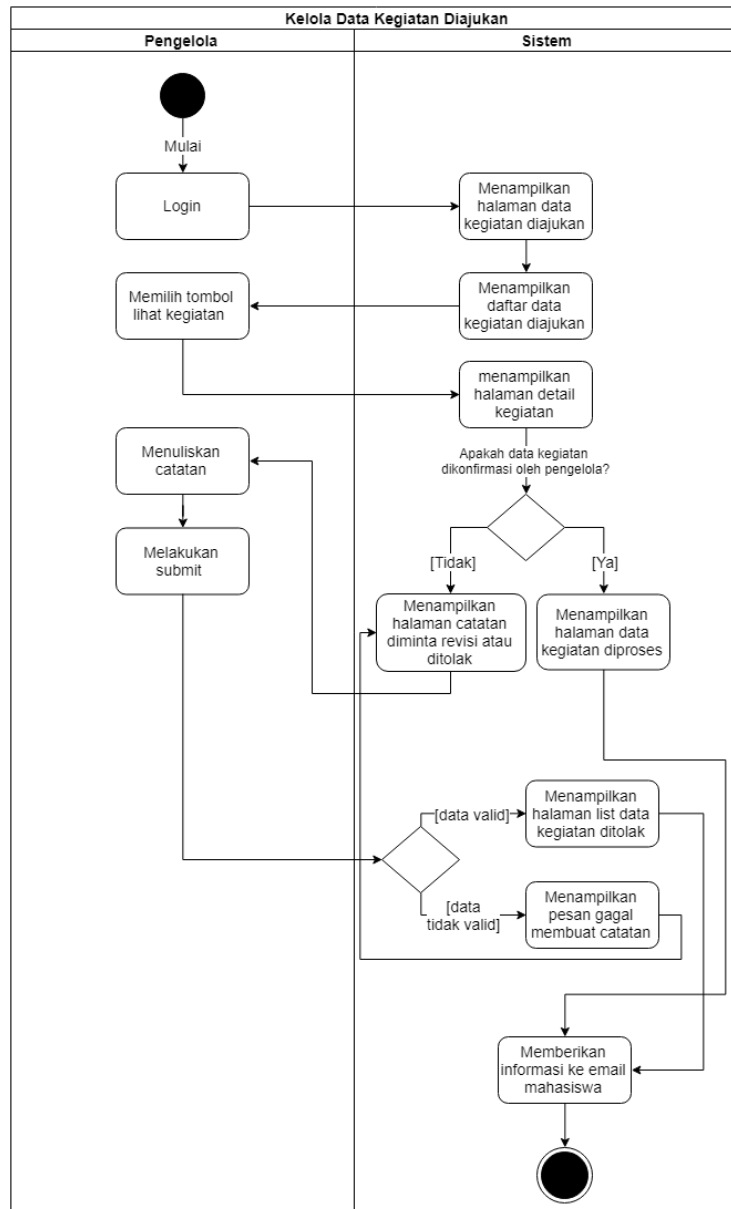 Kelola Data Kegiatan Diajukan
Pengelola
Sistem
Mulai
Login
Menampilkan
halaman data
kegiatan diajukan
Memilih tombol
lihat kegiatan
Menampilkan
daftar data
kegiatan diajukan
menampilkan
halaman detail
kegiatan
Menuliskan
catatan
Apakah data kegiatan
dikonfirmasi oleh pengelola?
Melakukan
submit
[Tidak]
[Ya]
Menampilkan
halaman catatan
diminta revisi atau
ditolak
Menampilkan
halaman data
kegiatan diproses
[data valid]
Menampilkan
halaman list data
kegiatan ditolak
[data
tidak valid]
Menampilkan
pesan gagal
membuat catatan
Memberikan
informasi ke email
mahasiswa